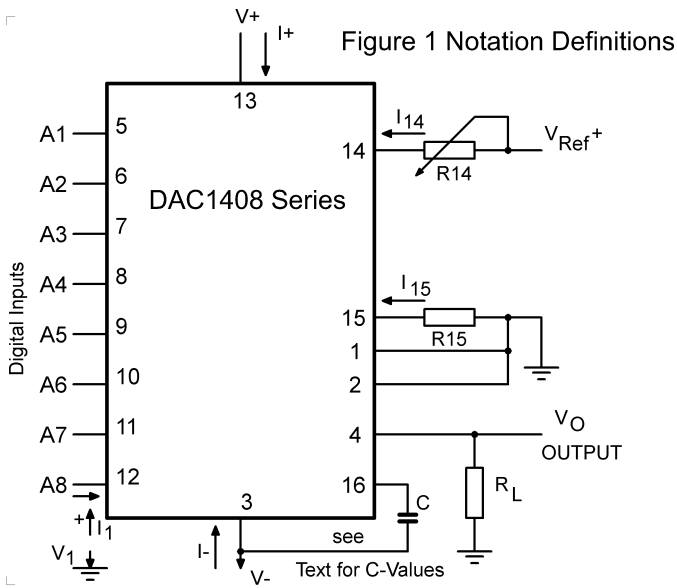 V+
I+
Figure 1 Notation Definitions
13
A1 5
I14
14
VRef+
R14
A2 6
DAC1408 Series
A3 7
A4 8
I15
Digital Inputs
A5 9
15
R15
1
A6 10
2
A7 11
4
VO
OUTPUT
A8 12
16
C
RL
+
I1
3
I-
see
V1
V-
Text for C-Values